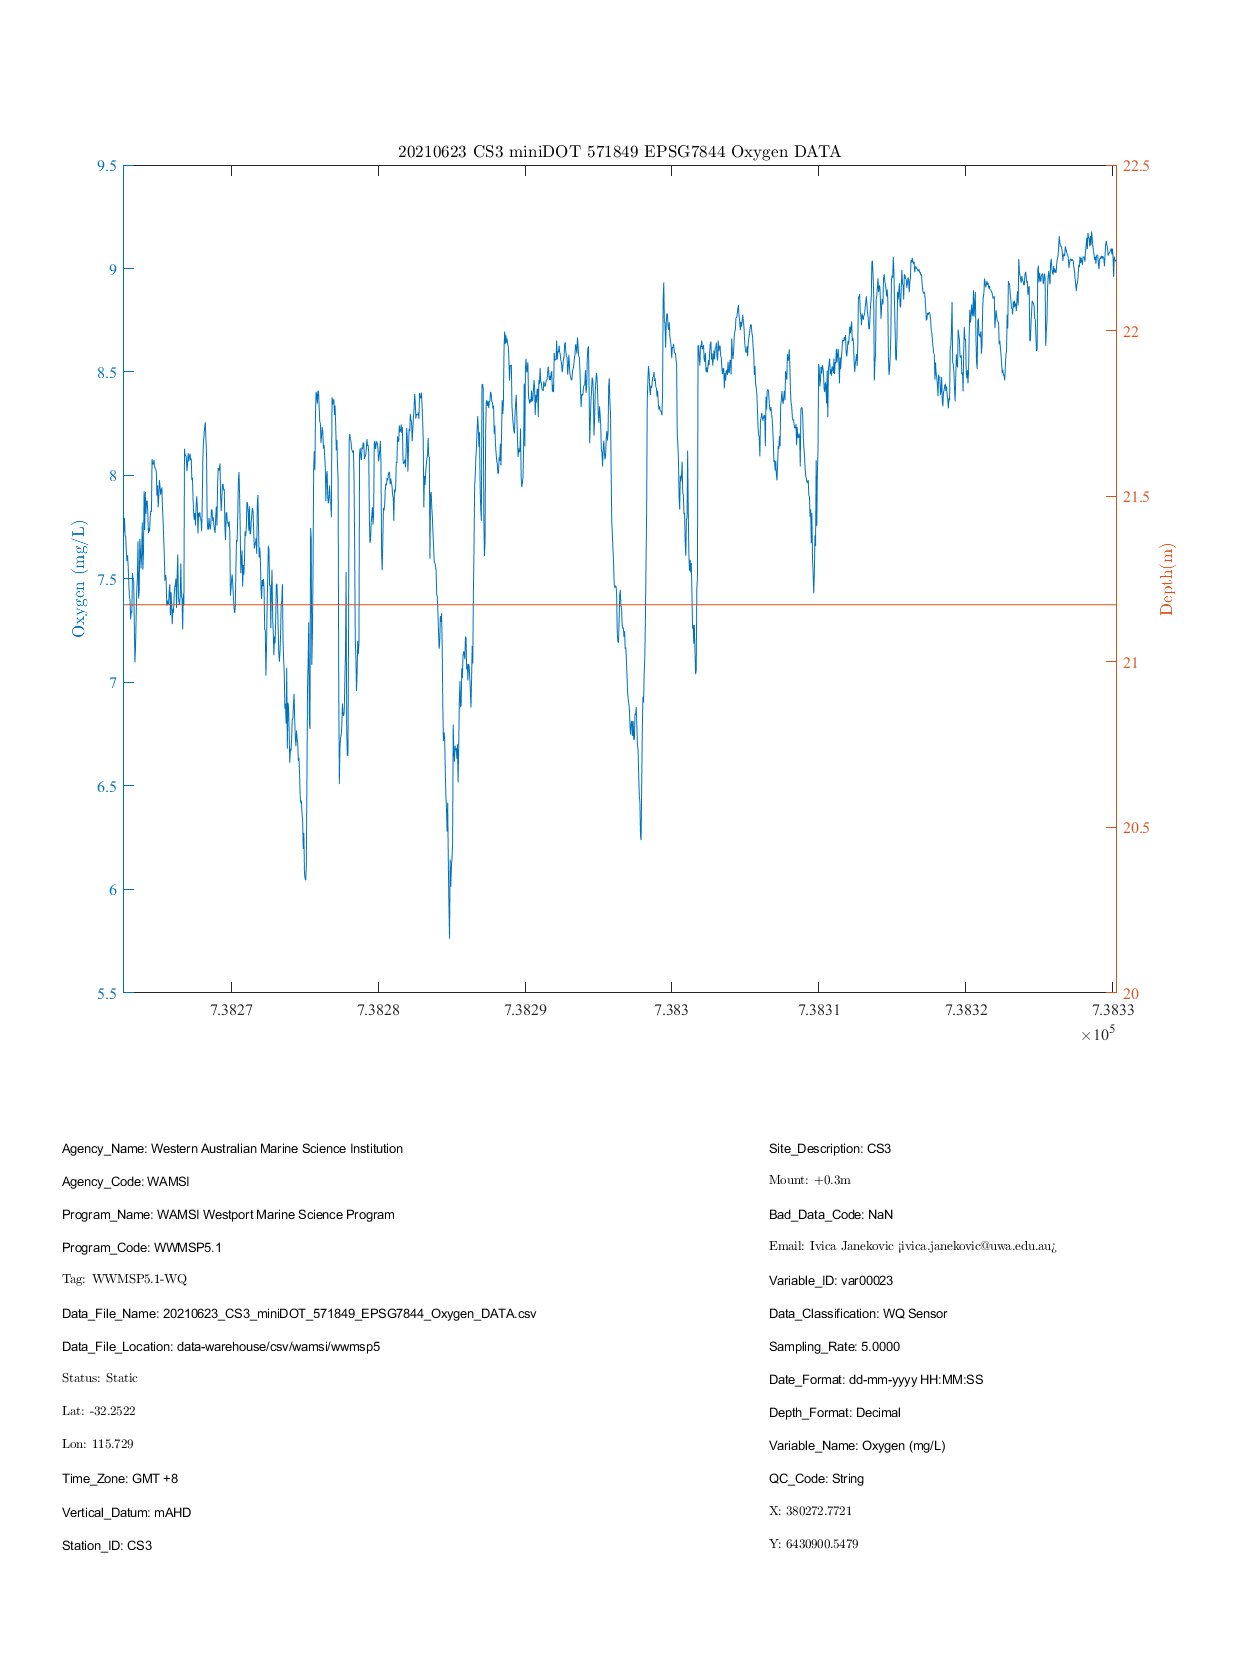 20210623 CS3 miniDOT 571849 EPSG7844 Oxygen DATA
9.5
9
8.5
8
7.5
7
6.5
6
5.5
Oxygen (mg/L)
22.5
22
21.5
21
20.5
20
Depth(m)
7.3827 7.3828 7.3829 7.383 7.3831 7.3832 7.3833
×10^5
Agency_Name: Western Australian Marine Science Institution
Agency_Code: WAMSI
Program_Name: WAMSI Westport Marine Science Program
Program_Code: WWMSP5.1
Tag: WWMSP5.1-WQ
Data_File_Name: 20210623_CS3_miniDOT_571849_EPSG7844_Oxygen_DATA.csv
Data_File_Location: data-warehouse/csv/wamsi/wwmsp5
Status: Static
Lat: -32.2522
Lon: 115.729
Time_Zone: GMT +8
Vertical_Datum: mAHD
Station_ID: CS3
Site_Description: CS3
Mount: +0.3m
Bad_Data_Code: NaN
Email: Ivica Janekovic ¡ivica.janekovic@uwa.edu.au¿
Variable_ID: var00023
Data_Classification: WQ Sensor
Sampling_Rate: 5.0000
Date_Format: dd-mm-yyyy HH:MM:SS
Depth_Format: Decimal
Variable_Name: Oxygen (mg/L)
QC_Code: String
X: 380272.7721
Y: 6430900.5479